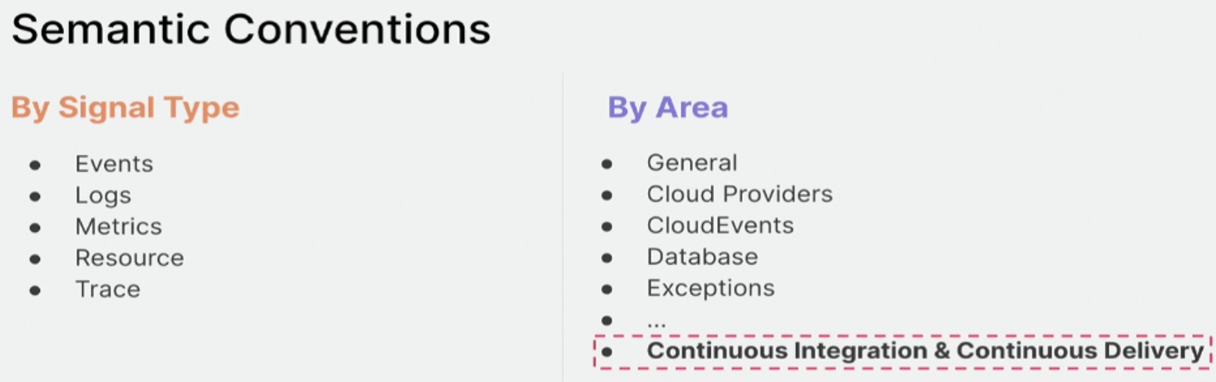 Semantic Conventions
By Signal Type
Events
Logs
Metrics
Resource
Trace
By Area
General
Cloud Providers
CloudEvents
Database
Exceptions
...
Continuous Integration & Continuous Delivery